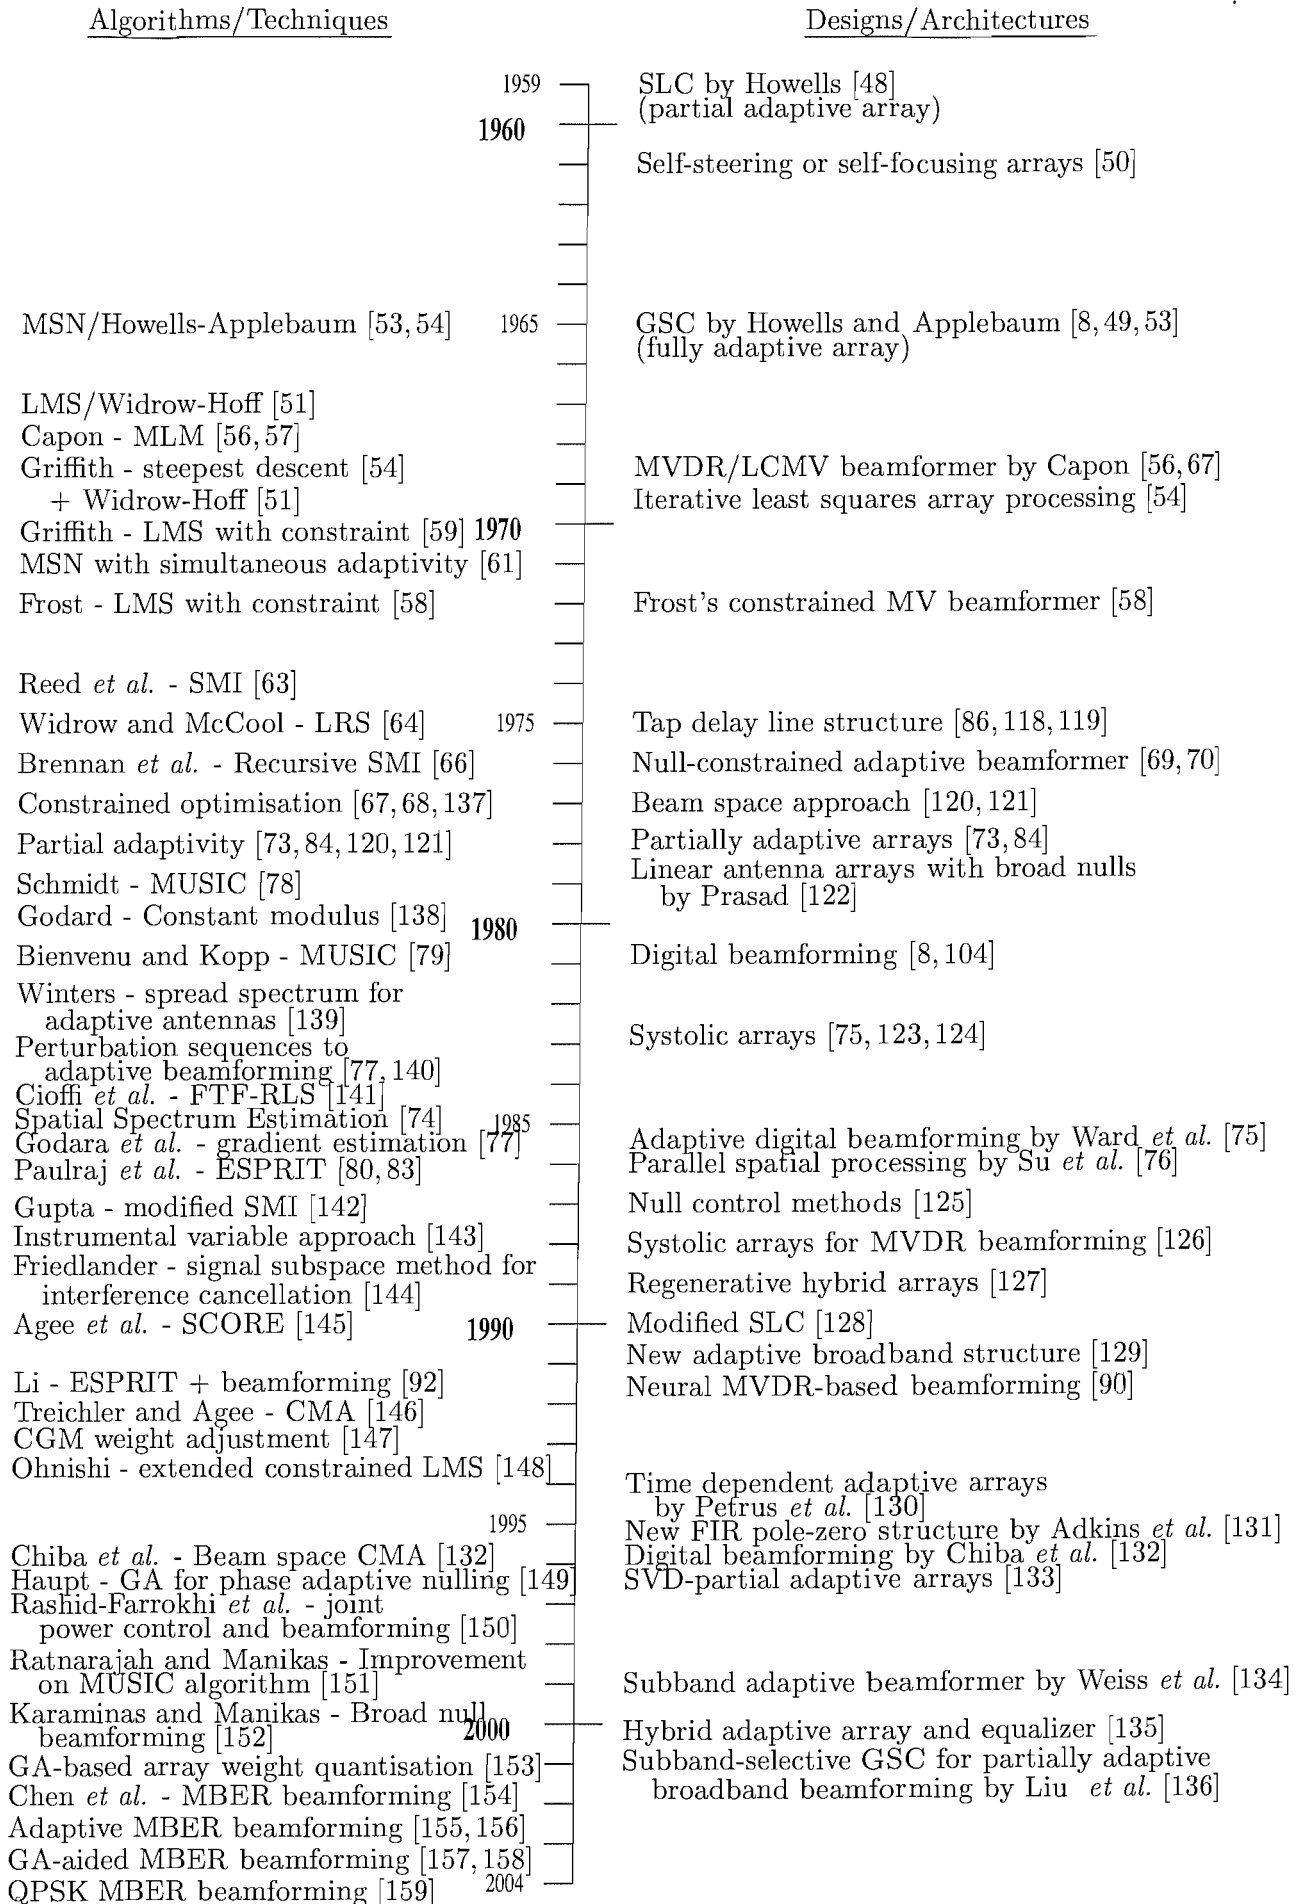 Algorithms/Techniques
Designs/Architectures
1959
SLC by Howells [48]
(partial adaptive array)
1960
Self-steering or self-focusing arrays [50]
MSN/Howells-Applebaum [53, 54]
1965
GSC by Howells and Applebaum [8, 49, 53]
(fully adaptive array)
LMS/Widrow-Hoff [51]
Capon - MLM [56, 57]
Griffith - steepest descent [54]
+ Widrow-Hoff [51]
MVDR/LCMV beamformer by Capon [56, 67]
Iterative least squares array processing [54]
Griffith - LMS with constraint [59]
1970
MSN with simultaneous adaptivity [61]
Frost - LMS with constraint [58]
Frost's constrained MV beamformer [58]
Reed et al. - SMI [63]
Widrow and McCool - LRS [64]
1975
Tap delay line structure [86, 118, 119]
Brennan et al. - Recursive SMI [66]
Null-constrained adaptive beamformer [69, 70]
Constrained optimisation [67, 68, 137]
Beam space approach [120, 121]
Partial adaptivity [73, 84, 120, 121]
Partially adaptive arrays [73, 84]
Linear antenna arrays with broad nulls
by Prasad [122]
Schmidt - MUSIC [78]
Godard - Constant modulus [138]
1980
Bienvenu and Kopp - MUSIC [79]
Digital beamforming [8, 104]
Winters - spread spectrum for
adaptive antennas [139]
Systolic arrays [75, 123, 124]
Perturbation sequences to
adaptive beamforming [77, 140]
Cioffi et al. - FTF-RLS [141]
Spatial Spectrum Estimation [74]
1985
Godara et al. - gradient estimation [77]
Adaptive digital beamforming by Ward et al. [75]
Paulraj et al. - ESPRIT [80, 83]
Parallel spatial processing by Su et al. [76]
Gupta - modified SMI [142]
Null control methods [125]
Instrumental variable approach [143]
Systolic arrays for MVDR beamforming [126]
Friedlander - signal subspace method for
interference cancellation [144]
Regenerative hybrid arrays [127]
Agee et al. - SCORE [145]
1990
Modified SLC [128]
New adaptive broadband structure [129]
Li - ESPRIT + beamforming [92]
Neural MVDR-based beamforming [90]
Treichler and Agee - CMA [146]
CGM weight adjustment [147]
Ohnishi - extended constrained LMS [148]
Time dependent adaptive arrays
by Petrus et al. [130]
1995
New FIR pole-zero structure by Adkins et al. [131]
Chiba et al. - Beam space CMA [132]
Digital beamforming by Chiba et al. [132]
Haupt - GA for phase adaptive nulling [149]
SVD-partial adaptive arrays [133]
Rashid-Farrokhi et al. - joint
power control and beamforming [150]
Ratnarajah and Manikas - Improvement
on MUSIC algorithm [151]
Subband adaptive beamformer by Weiss et al. [134]
Karaminas and Manikas - Broad null
beamforming [152]
2000
Hybrid adaptive array and equalizer [135]
GA-based array weight quantisation [153]
Subband-selective GSC for partially adaptive
broadband beamforming by Liu et al. [136]
Chen et al. - MBER beamforming [154]
Adaptive MBER beamforming [155, 156]
GA-aided MBER beamforming [157, 158]
QPSK MBER beamforming [159]
2004